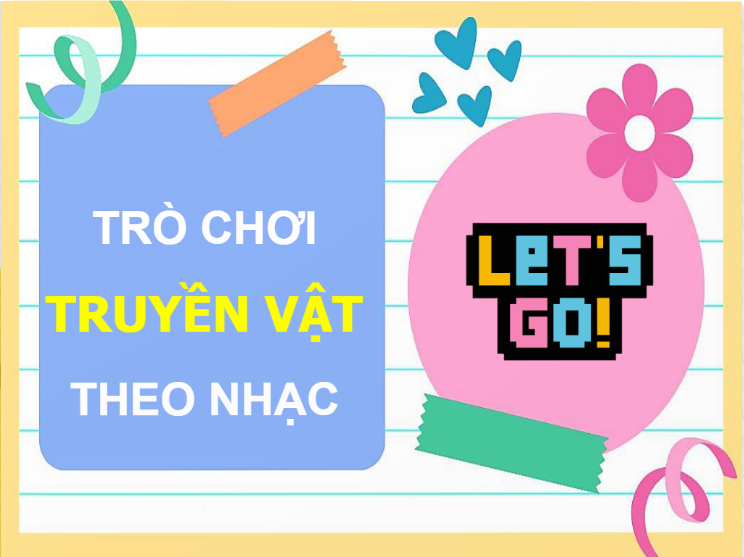 TRÒ CHƠI
TRUYỀN VẬT
THEO NHẠC
LET'S
GO!